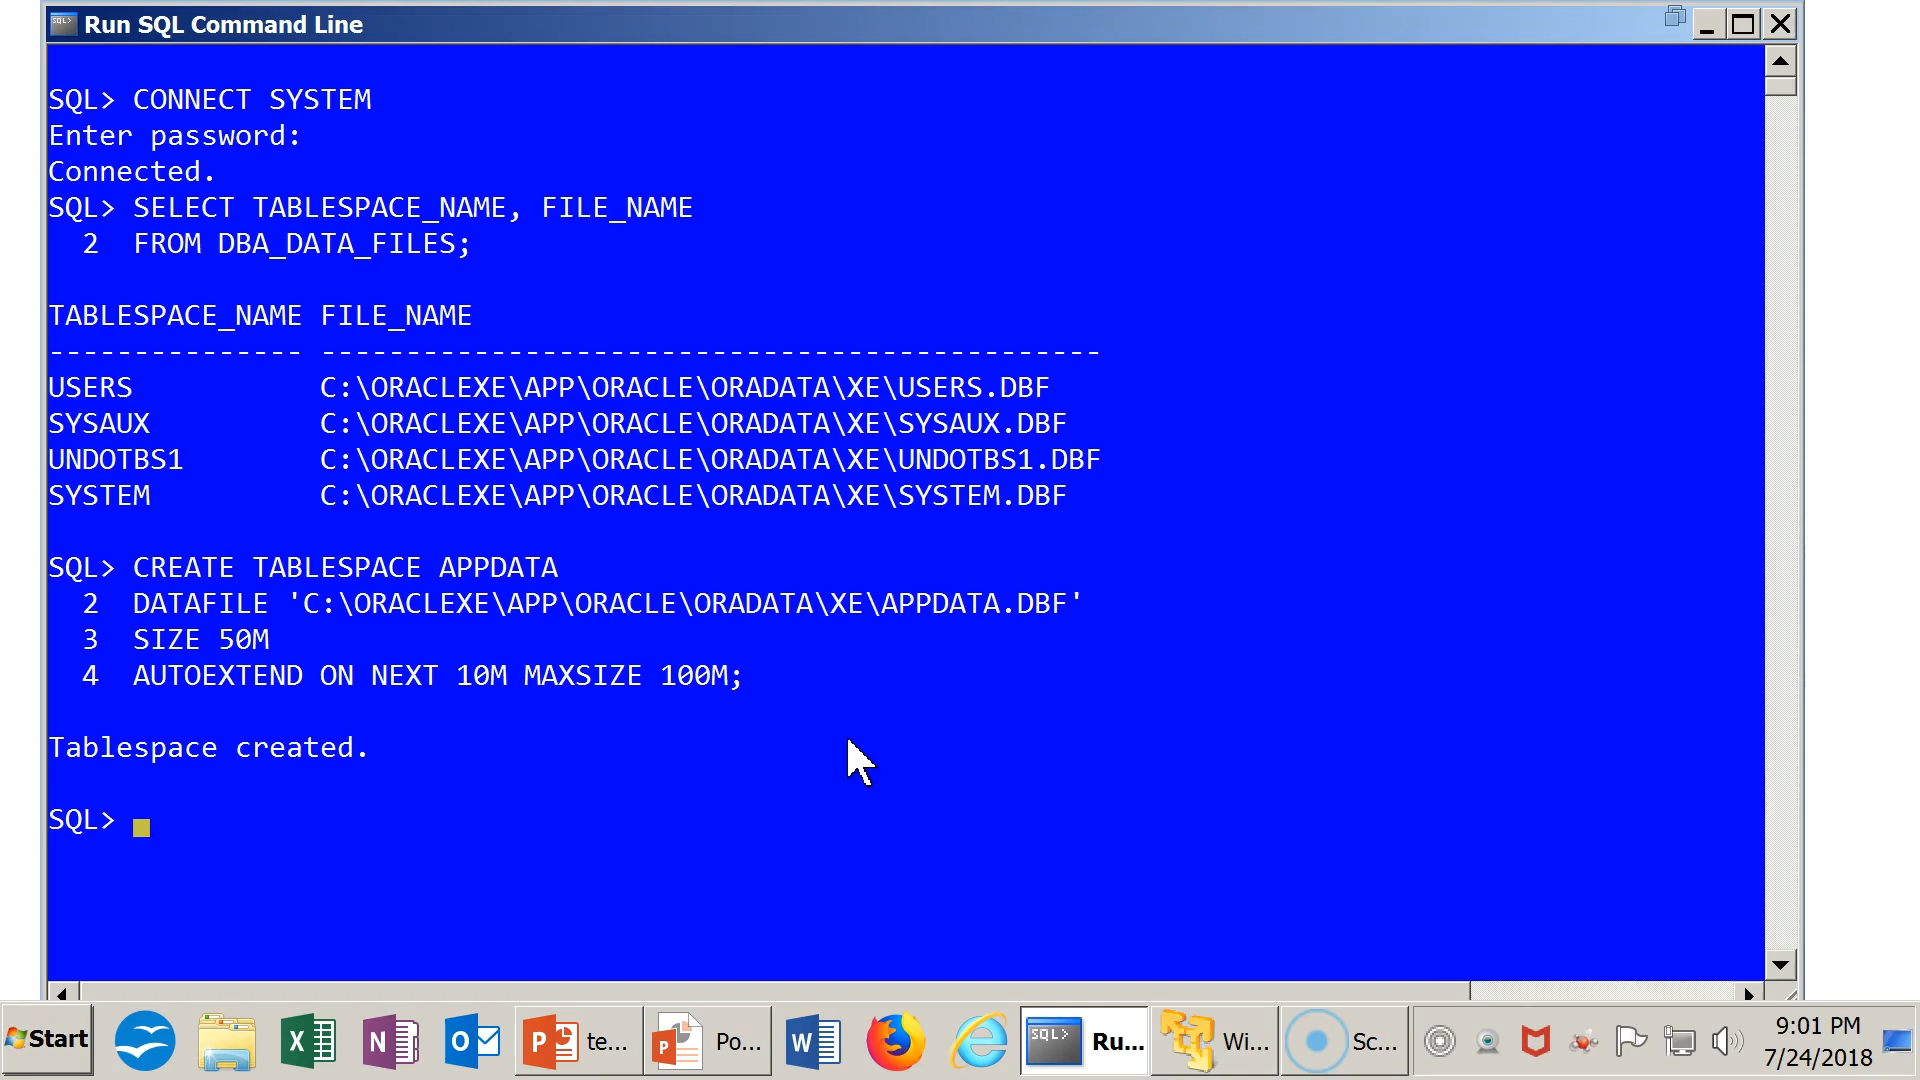 Run SQL Command Line
SQL> CONNECT SYSTEM
Enter password:
Connected.
SQL> SELECT TABLESPACE_NAME, FILE_NAME
  2  FROM DBA_DATA_FILES;
TABLESPACE_NAME FILE_NAME
--------------- ----------------------------------------------
USERS           C:\ORACLEXE\APP\ORACLE\ORADATA\XE\USERS.DBF
SYSAUX          C:\ORACLEXE\APP\ORACLE\ORADATA\XE\SYSAUX.DBF
UNDOTBS1        C:\ORACLEXE\APP\ORACLE\ORADATA\XE\UNDOTBS1.DBF
SYSTEM          C:\ORACLEXE\APP\ORACLE\ORADATA\XE\SYSTEM.DBF
SQL> CREATE TABLESPACE APPDATA
  2  DATAFILE 'C:\ORACLEXE\APP\ORACLE\ORADATA\XE\APPDATA.DBF'
  3  SIZE 50M
  4  AUTOEXTEND ON NEXT 10M MAXSIZE 100M;
Tablespace created.
SQL>
Start te... Po... Ru... Wi... Sc... 9:01 PM
7/24/2018